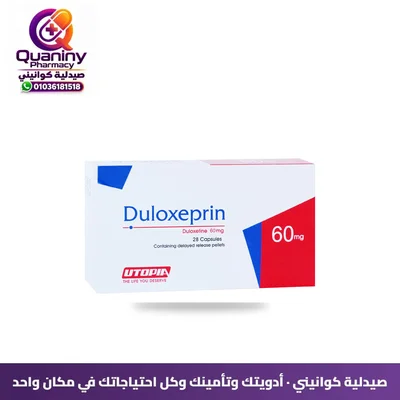 Quaniny
Pharmacy
صيدلية كوانيني
01036181518
Duloxeprin
Duloxetine 60mg
28 Capsules
Containing delayed release pellets
60mg
UTOPIA
THE LIFE YOU DESERVE
صيدلية كوانيني · أدويتك وتأمينك وكل احتياجاتك في مكان واحد